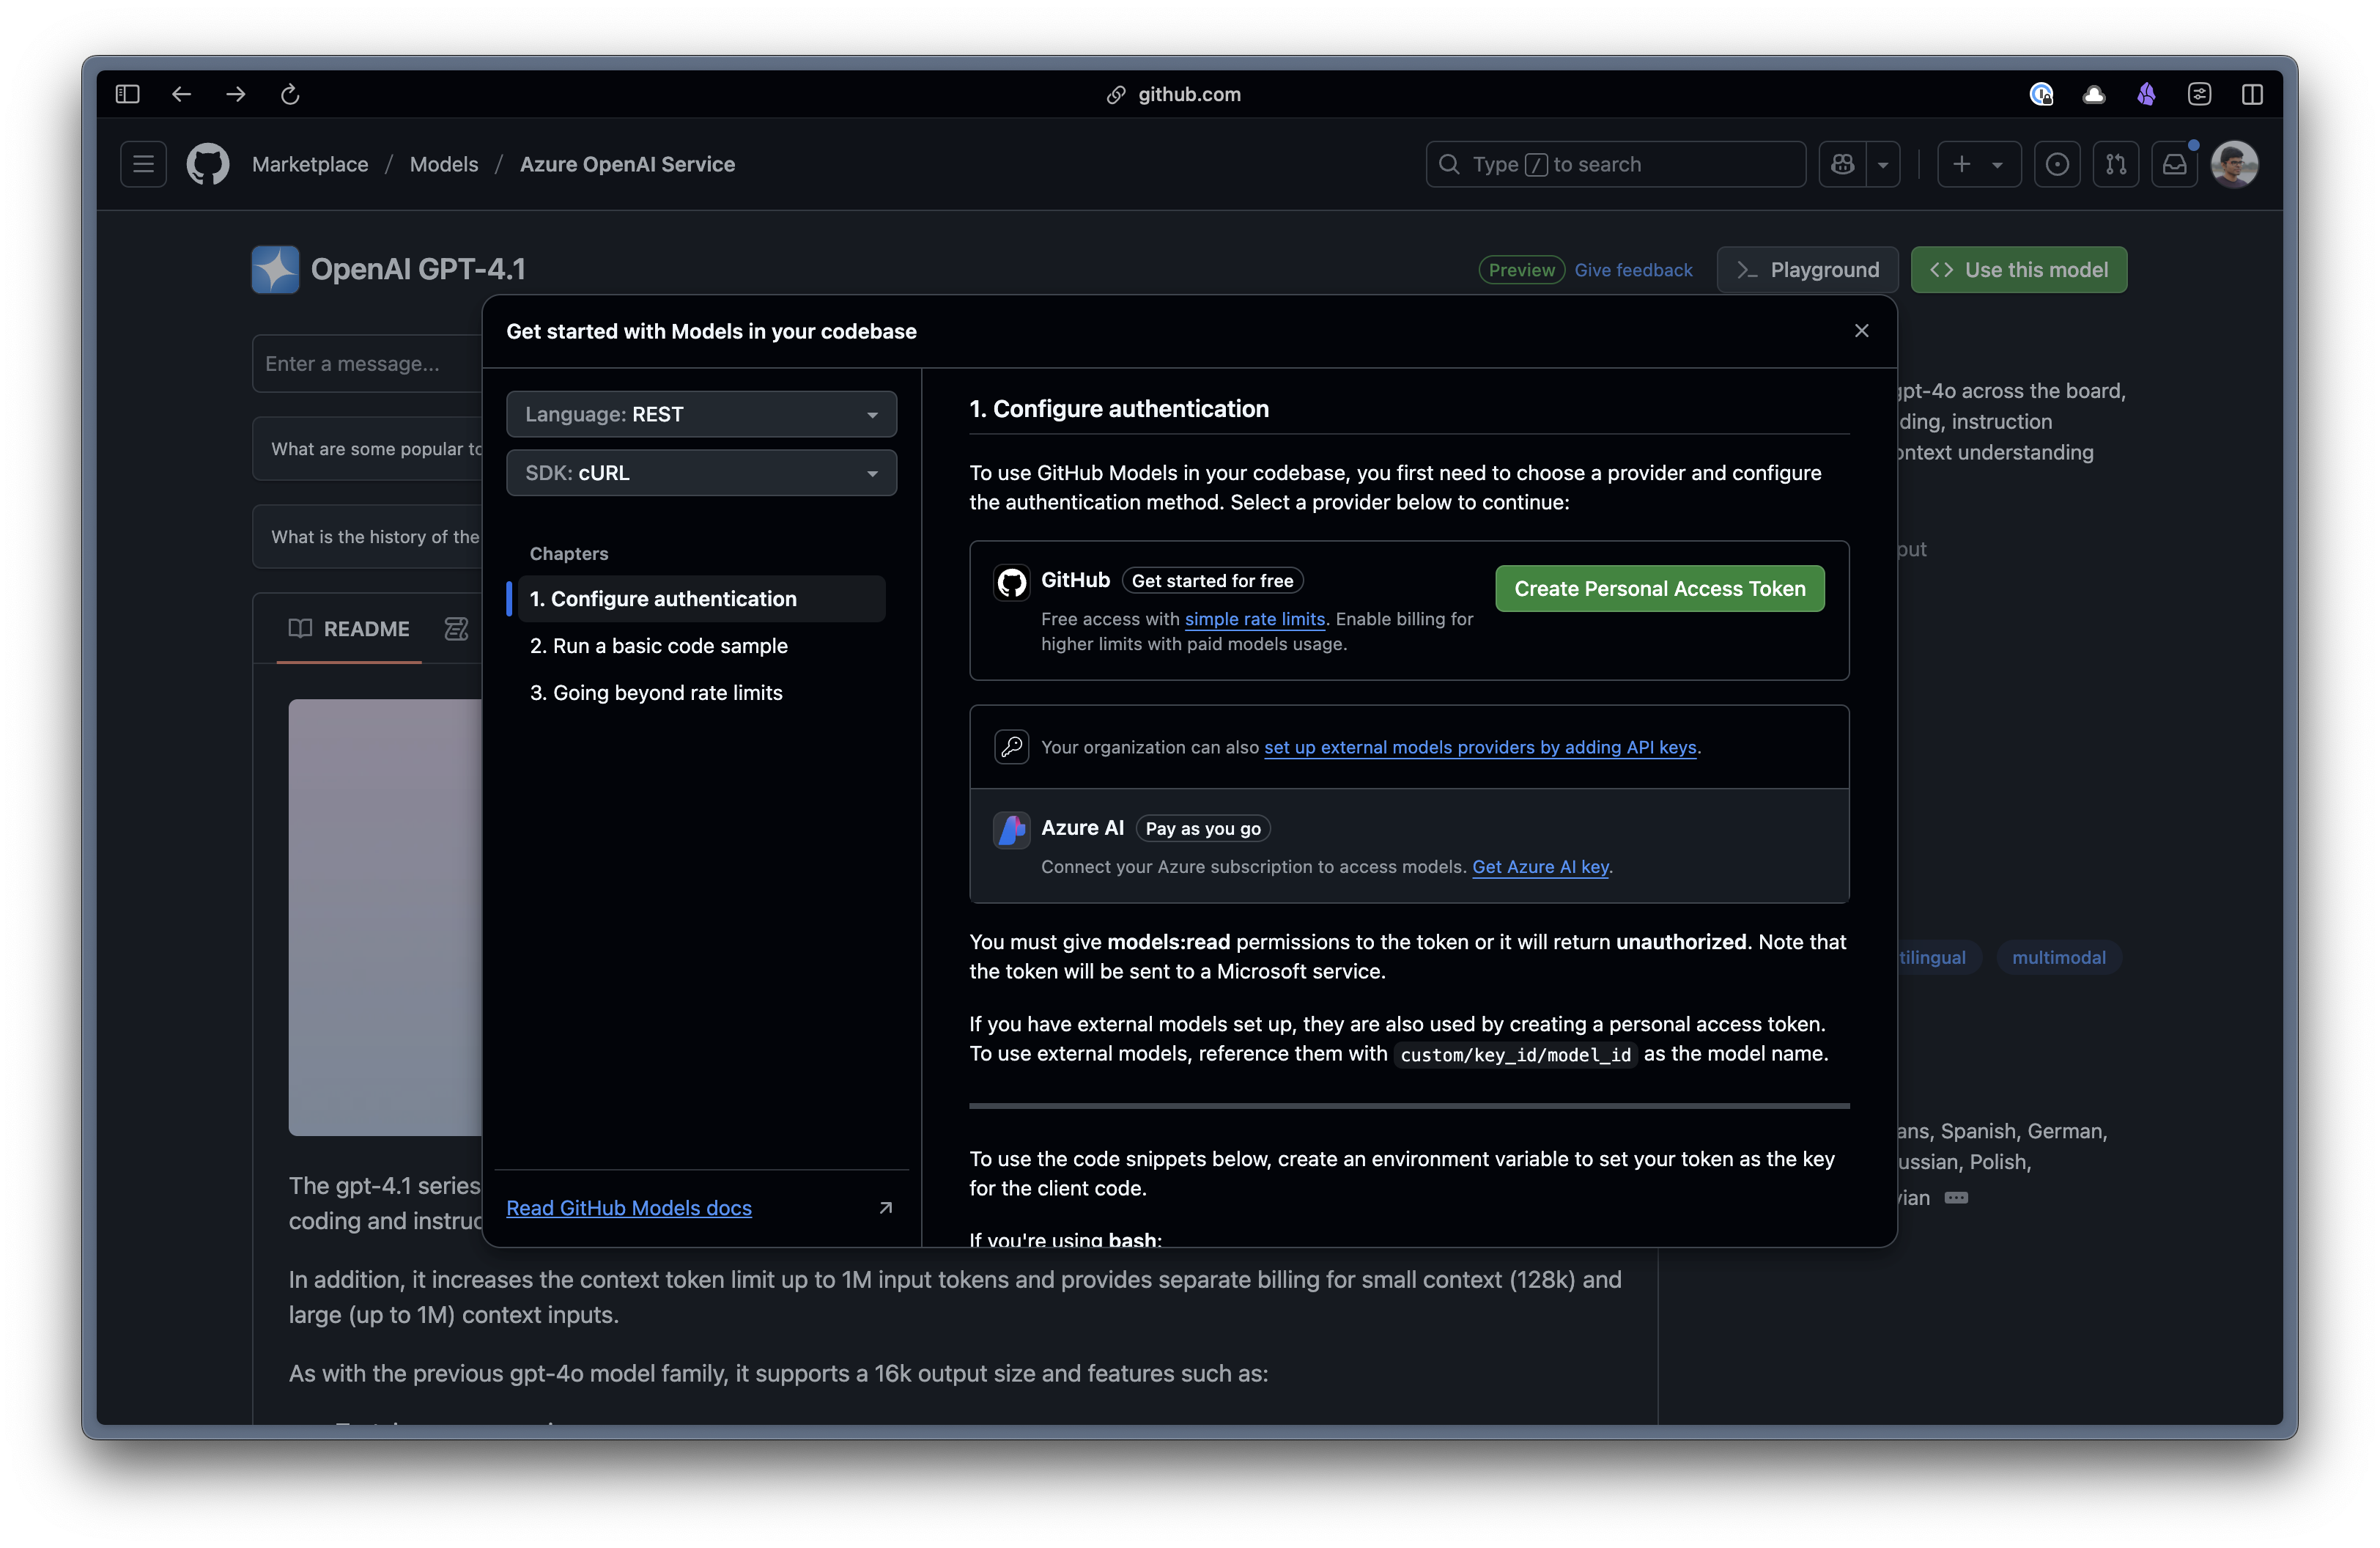 github.com
Marketplace / Models / Azure OpenAI Service
Type / to search
OpenAI GPT-4.1
Preview
Give feedback
Playground
Use this model
Enter a message...
What are some popular to
What is the history of the
README
Get started with Models in your codebase
Language: REST
SDK: cURL
Chapters
1. Configure authentication
2. Run a basic code sample
3. Going beyond rate limits
Read GitHub Models docs
1. Configure authentication
To use GitHub Models in your codebase, you first need to choose a provider and configure
the authentication method. Select a provider below to continue:
GitHub
Get started for free
Free access with simple rate limits. Enable billing for
higher limits with paid models usage.
Create Personal Access Token
Your organization can also set up external models providers by adding API keys.
Azure AI
Pay as you go
Connect your Azure subscription to access models. Get Azure AI key.
You must give models:read permissions to the token or it will return unauthorized. Note that
the token will be sent to a Microsoft service.
If you have external models set up, they are also used by creating a personal access token.
To use external models, reference them with custom/key_id/model_id as the model name.
To use the code snippets below, create an environment variable to set your token as the key
for the client code.
If you're using bash:
gpt-4o across the board,
ding, instruction
ontext understanding
put
tilingual
multimodal
ans, Spanish, German,
ussian, Polish,
vian
The gpt-4.1 series
coding and instruc
In addition, it increases the context token limit up to 1M input tokens and provides separate billing for small context (128k) and
large (up to 1M) context inputs.
As with the previous gpt-4o model family, it supports a 16k output size and features such as: